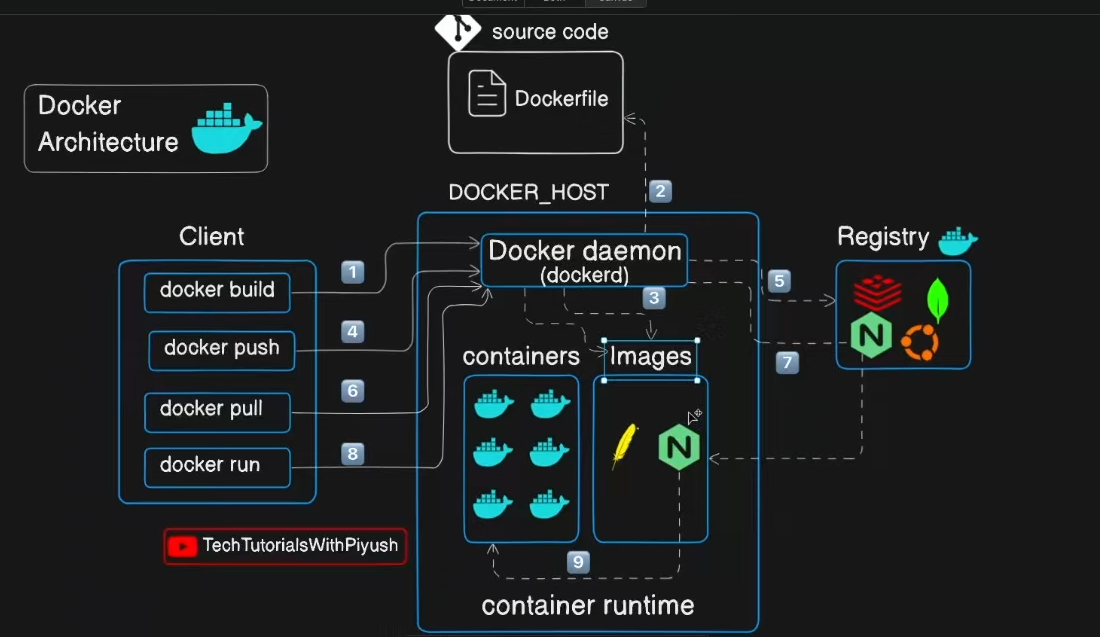 source code
Dockerfile
Docker
Architecture
DOCKER_HOST
2
Client
Docker daemon
(dockerd)
Registry
1
docker build
3
5
4
docker push
containers
Images
7
6
docker pull
N
N
8
docker run
TechTutorialsWithPiyush
9
container runtime